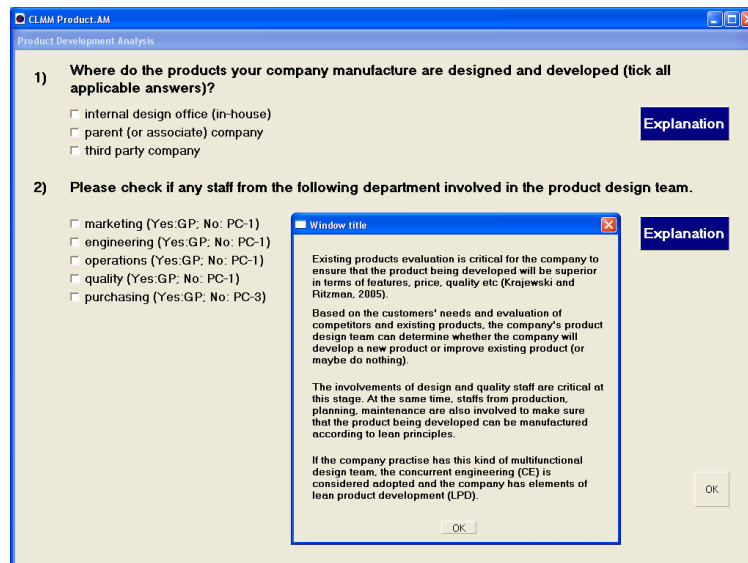 CLMM Product.AM
Product Development Analysis
1) Where do the products your company manufacture are designed and developed (tick all
applicable answers)?
internal design office (in-house)
parent (or associate) company
third party company
Explanation
2) Please check if any staff from the following department involved in the product design team.
marketing (Yes:GP; No: PC-1)
engineering (Yes:GP; No: PC-1)
operations (Yes:GP; No: PC-1)
quality (Yes:GP; No: PC-1)
purchasing (Yes:GP; No: PC-3)
Explanation
Window title
Existing products evaluation is critical for the company to
ensure that the product being developed will be superior
in terms of features, price, quality etc (Krajewski and
Ritzman, 2005).
Based on the customers' needs and evaluation of
competitors and existing products, the company's product
design team can determine whether the company will
develop a new product or improve existing product (or
maybe do nothing).
The involvements of design and quality staff are critical at
this stage. At the same time, staffs from production,
planning, maintenance are also involved to make sure
that the product being developed can be manufactured
according to lean principles.
If the company practise has this kind of multifunctional
design team, the concurrent engineering (CE) is
considered adopted and the company has elements of
lean product development (LPD).
OK
OK